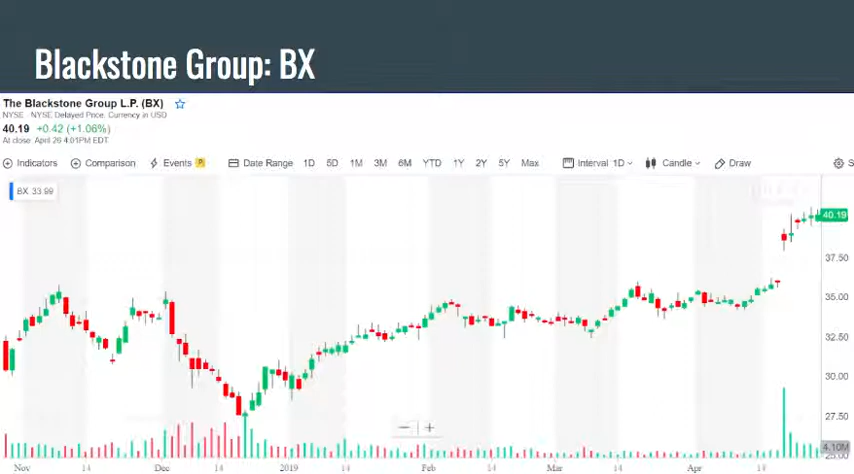 Blackstone Group: BX
The Blackstone Group L.P. (BX)
NYSE - NYSE Delayed Price. Currency in USD
40.19 +0.42 (+1.06%)
At close: April 26 4:01PM EDT
Indicators Comparison Events P Date Range 1D 5D 1M 3M 6M YTD 1Y 2Y 5Y Max Interval 1D Candle Draw S
BX 33.99
40.19
37.50
35.00
32.50
30.00
27.50
4.10M
25.00
Nov 14 Dec 14 2019 14 Feb 14 Mar 14 Apr